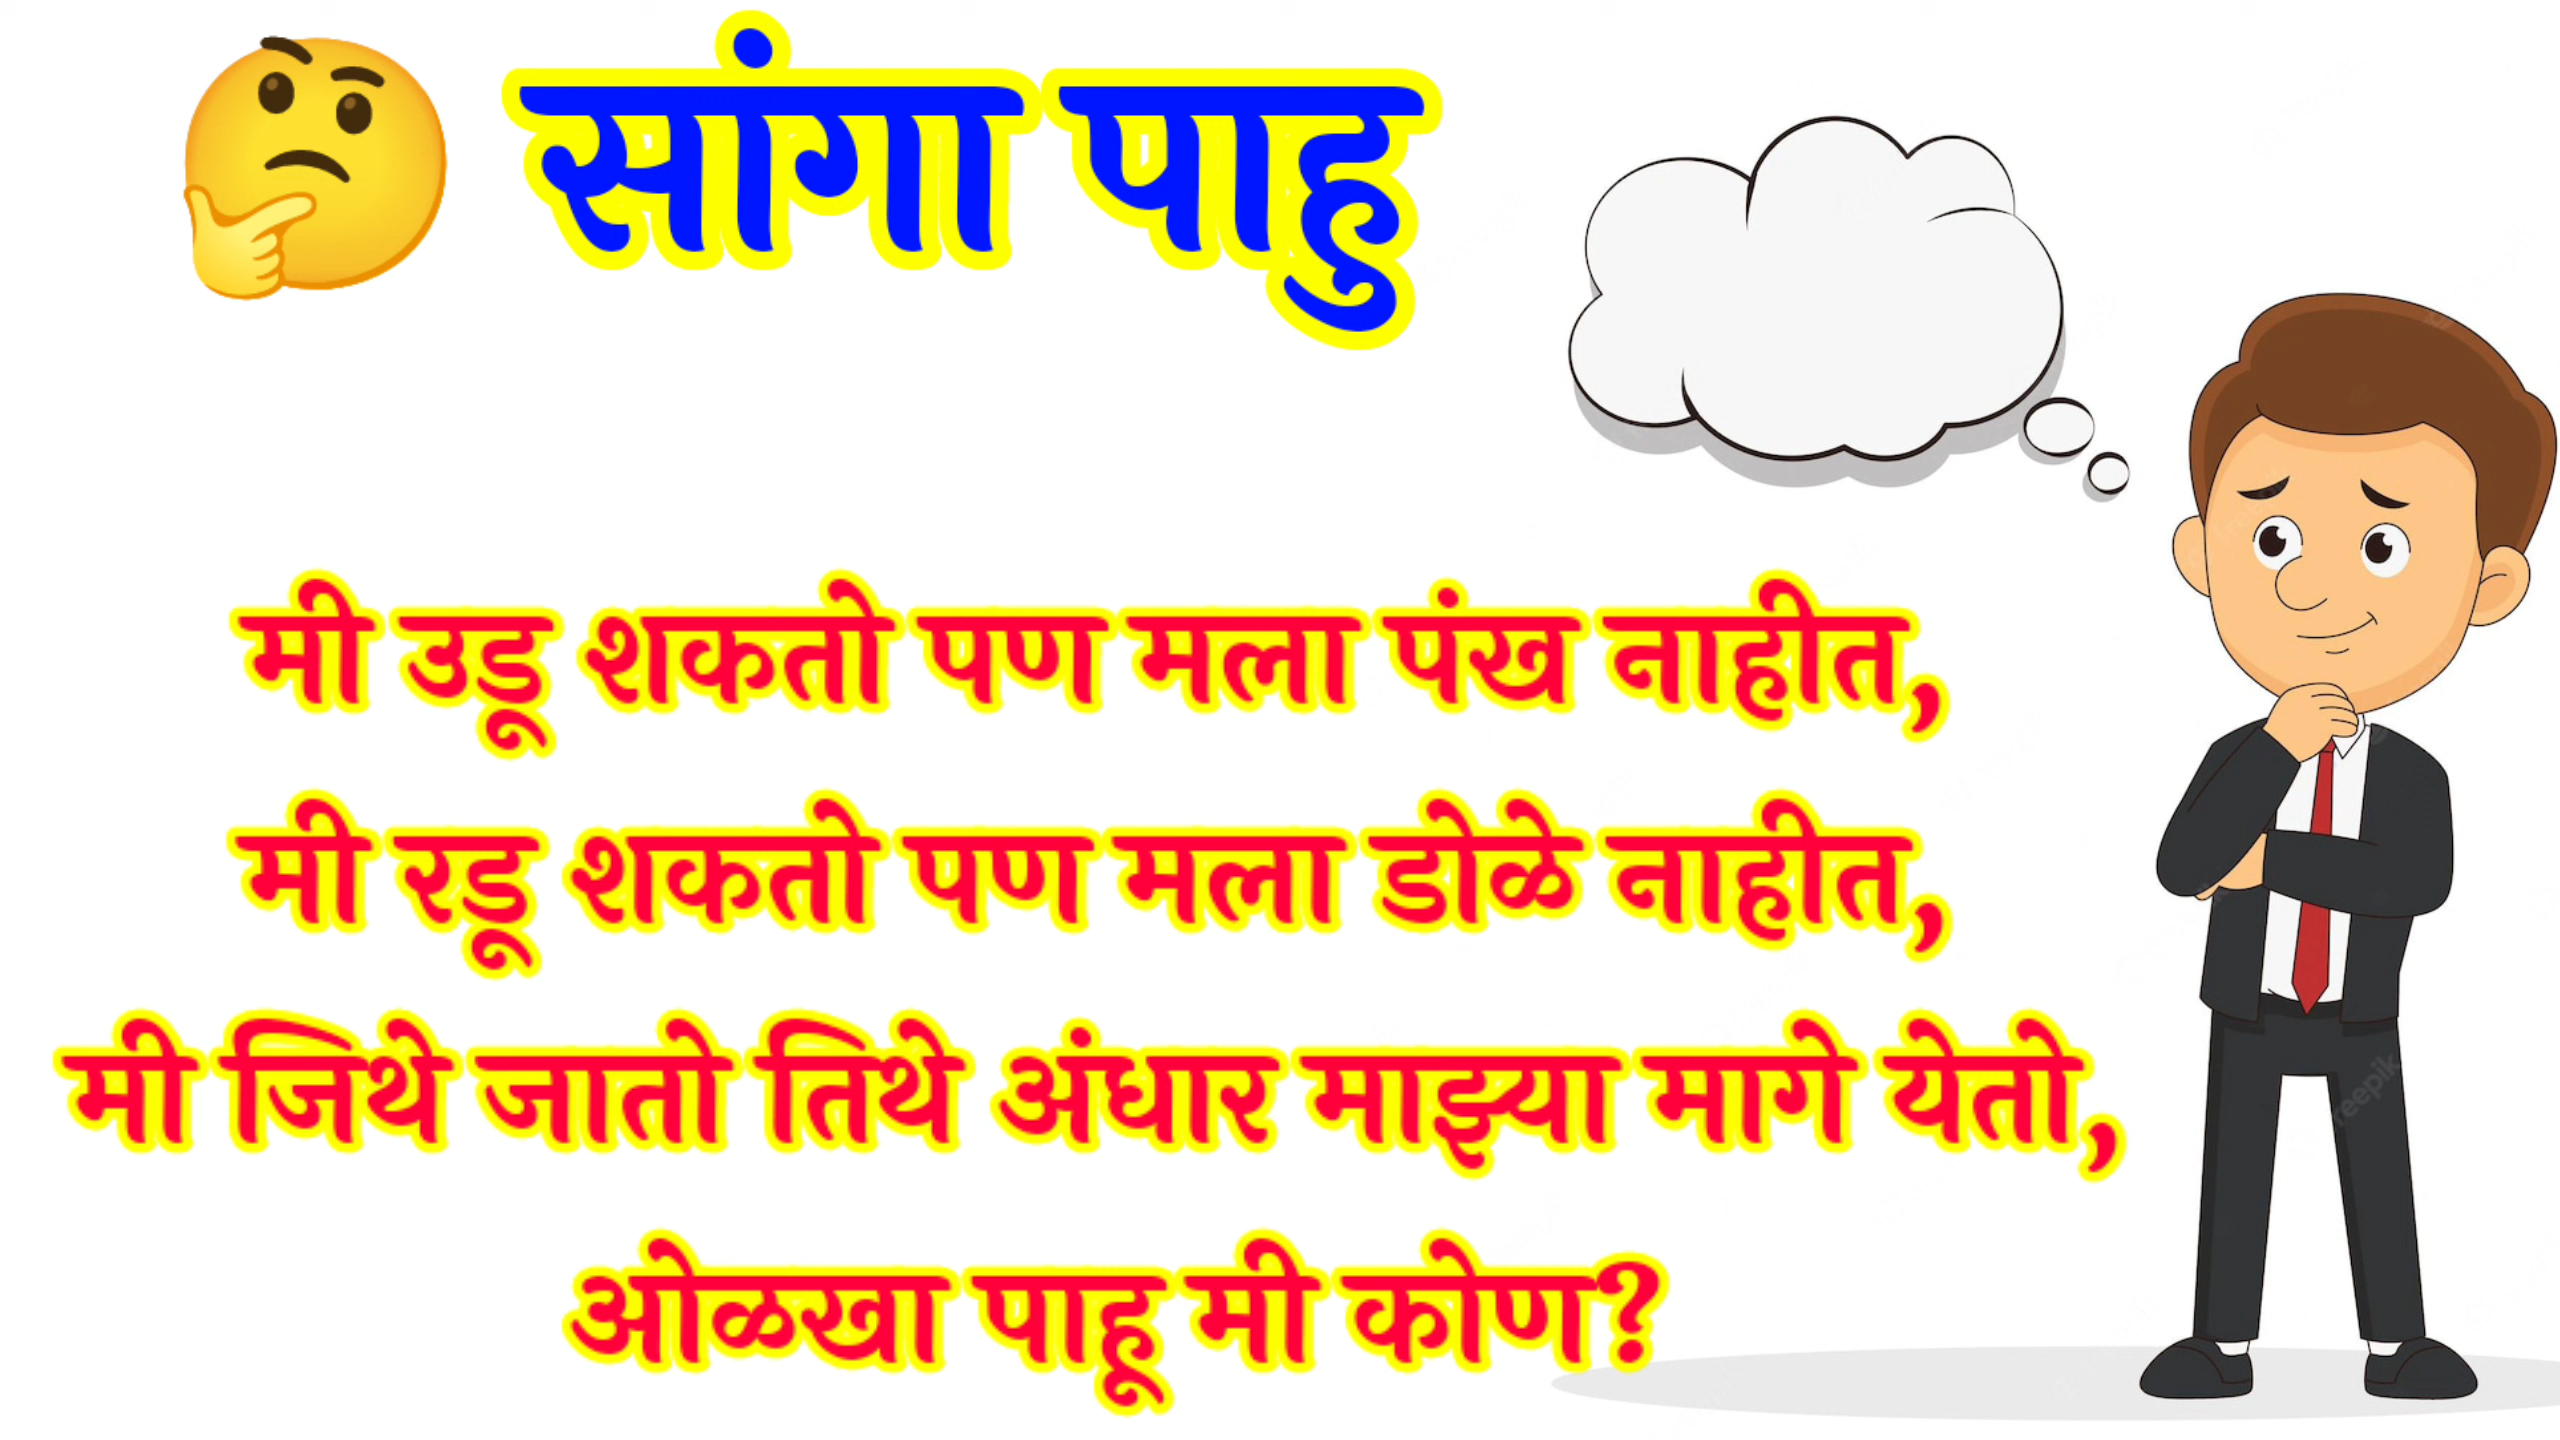 सांगा पाहु
मी उडू शकतो पण मला पंख नाहीत,
मी रडू शकतो पण मला डोळे नाहीत,
मी जिथे जातो तिथे अंधार माझ्या मागे येतो,
ओळखा पाहू मी कोण?